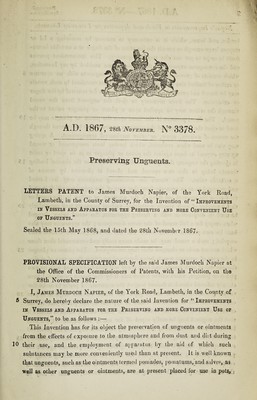 A.D. 1867, 28th NOVEMBER. Nº 3378.
Preserving Unguents.
LETTERS PATENT to James Murdoch Napier, of the York Road,
Lambeth, in the County of Surrey, for the Invention of "IMPROVEMENTS
IN VESSELS AND APPARATUS FOR THE PRESERVING AND MORE CONVENIENT USE
OF UNGUENTS."
Sealed the 15th May 1868, and dated the 28th November 1867.
PROVISIONAL SPECIFICATION left by the said James Murdoch Napier at
the Office of the Commissioners of Patents, with his Petition, on the
28th November 1867.
I, JAMES MURDOCH NAPIER, of the York Road, Lambeth, in the County of
5 Surrey, do hereby declare the nature of the said Invention for "IMPROVEMENTS
IN VESSELS AND APPARATUS FOR THE PRESERVING AND MORE CONVENIENT USE OF
UNGUENTS," to be as follows:—
This Invention has for its object the preservation of unguents or ointments
from the effects of exposure to the atmosphere and from dust and dirt during
10 their use, and the employment of apparatus by the aid of which such
substances may be more conveniently used than at present. It is well known
that unguents, such as the ointments termed pomades, pomatums, and salves, as
well as other unguents or ointments, are at present placed for use in pots,